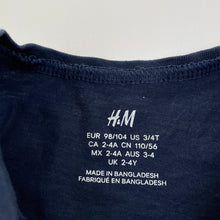 H&M
EUR 98/104 US 3/4T
CA 2-4A CN 110/56
MX 2-4A AUS 3-4
UK 2-4Y
MADE IN BANGLADESH
FABRIQUÉ EN BANGLADESH